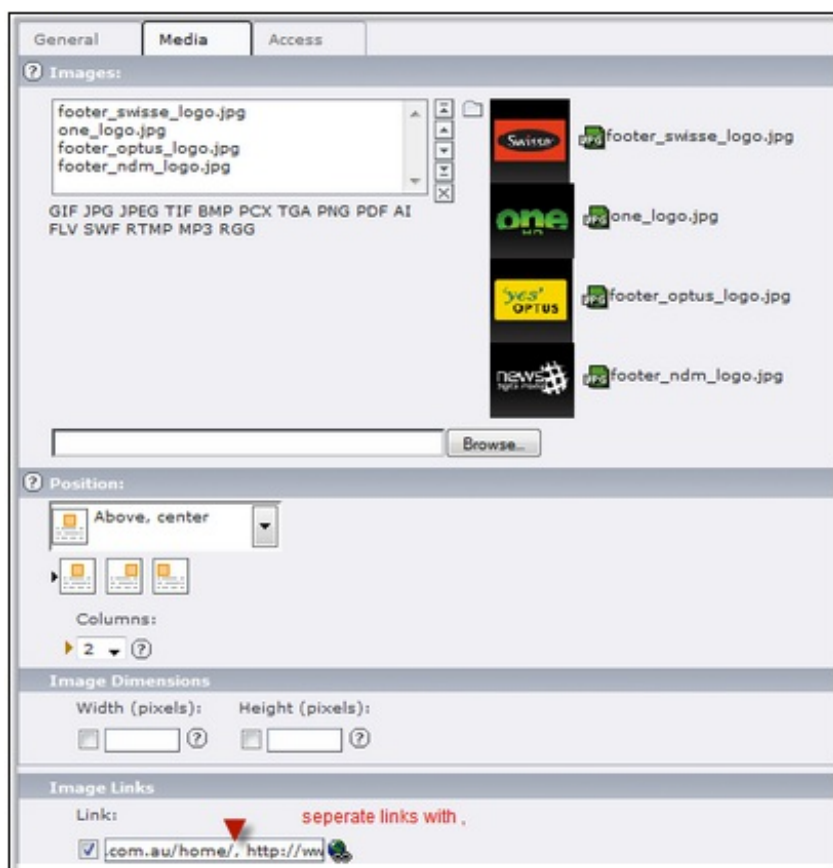 General Media Access
Images:
footer_swisse_logo.jpg
one_logo.jpg
footer_optus_logo.jpg
footer_ndm_logo.jpg
GIF JPG JPEG TIF BMP PCX TGA PNG PDF AI
FLV SWF RTMP MP3 RGG
Swisse
footer_swisse_logo.jpg
one
one_logo.jpg
'yes'
OPTUS
footer_optus_logo.jpg
news
footer_ndm_logo.jpg
Browse...
Position:
Above, center
Columns:
2
Image Dimensions
Width (pixels): Height (pixels):
Image Links
Link: seperate links with ,
.com.au/home/, http://ww